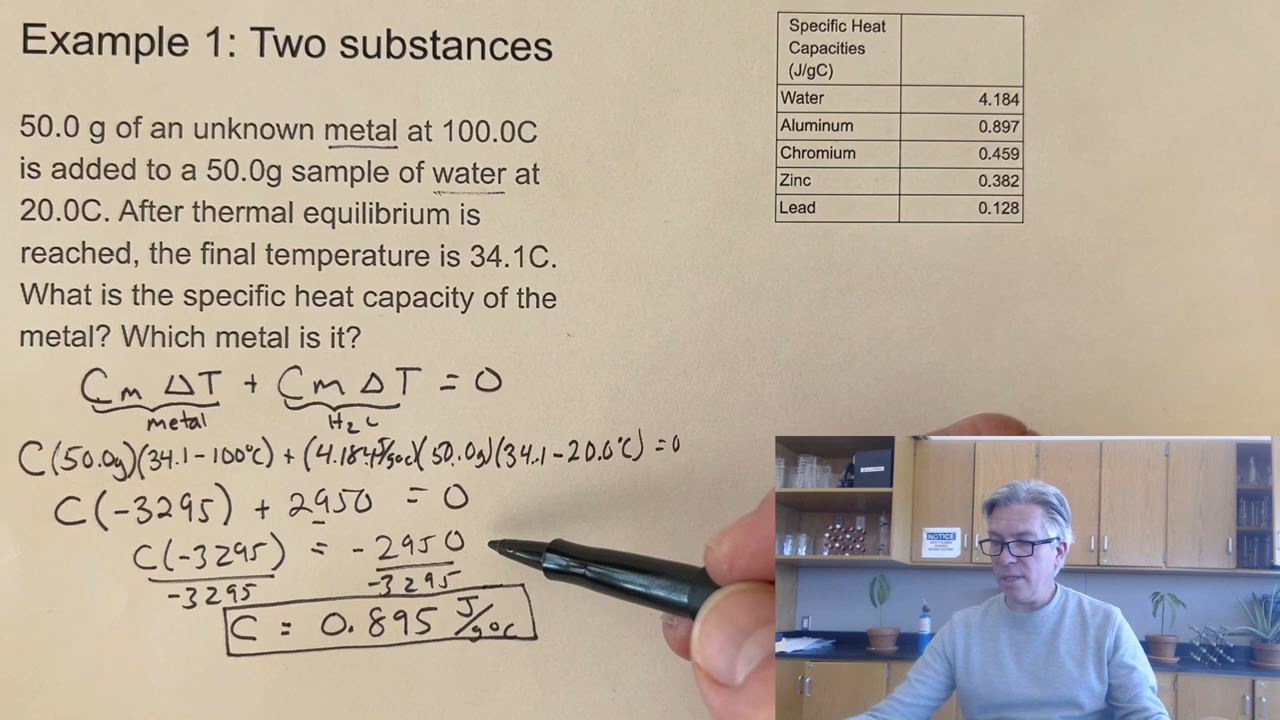 Example 1: Two substances
50.0 g of an unknown metal at 100.0C
is added to a 50.0g sample of water at
20.0C. After thermal equilibrium is
reached, the final temperature is 34.1C.
What is the specific heat capacity of the
metal? Which metal is it?
Cm ΔT + Cm ΔT = 0
metal H₂O
C(50.0g)(34.1-100°C) + (4.184 J/g°C)(50.0g)(34.1-20.0°C) = 0
C(-3295) + 2950 = 0
C(-3295) = -2950
-3295 -3295
C = 0.895 J/g°C
Specific Heat
Capacities
(J/gC)
Water 4.184
Aluminum 0.897
Chromium 0.459
Zinc 0.382
Lead 0.128
NOTICE